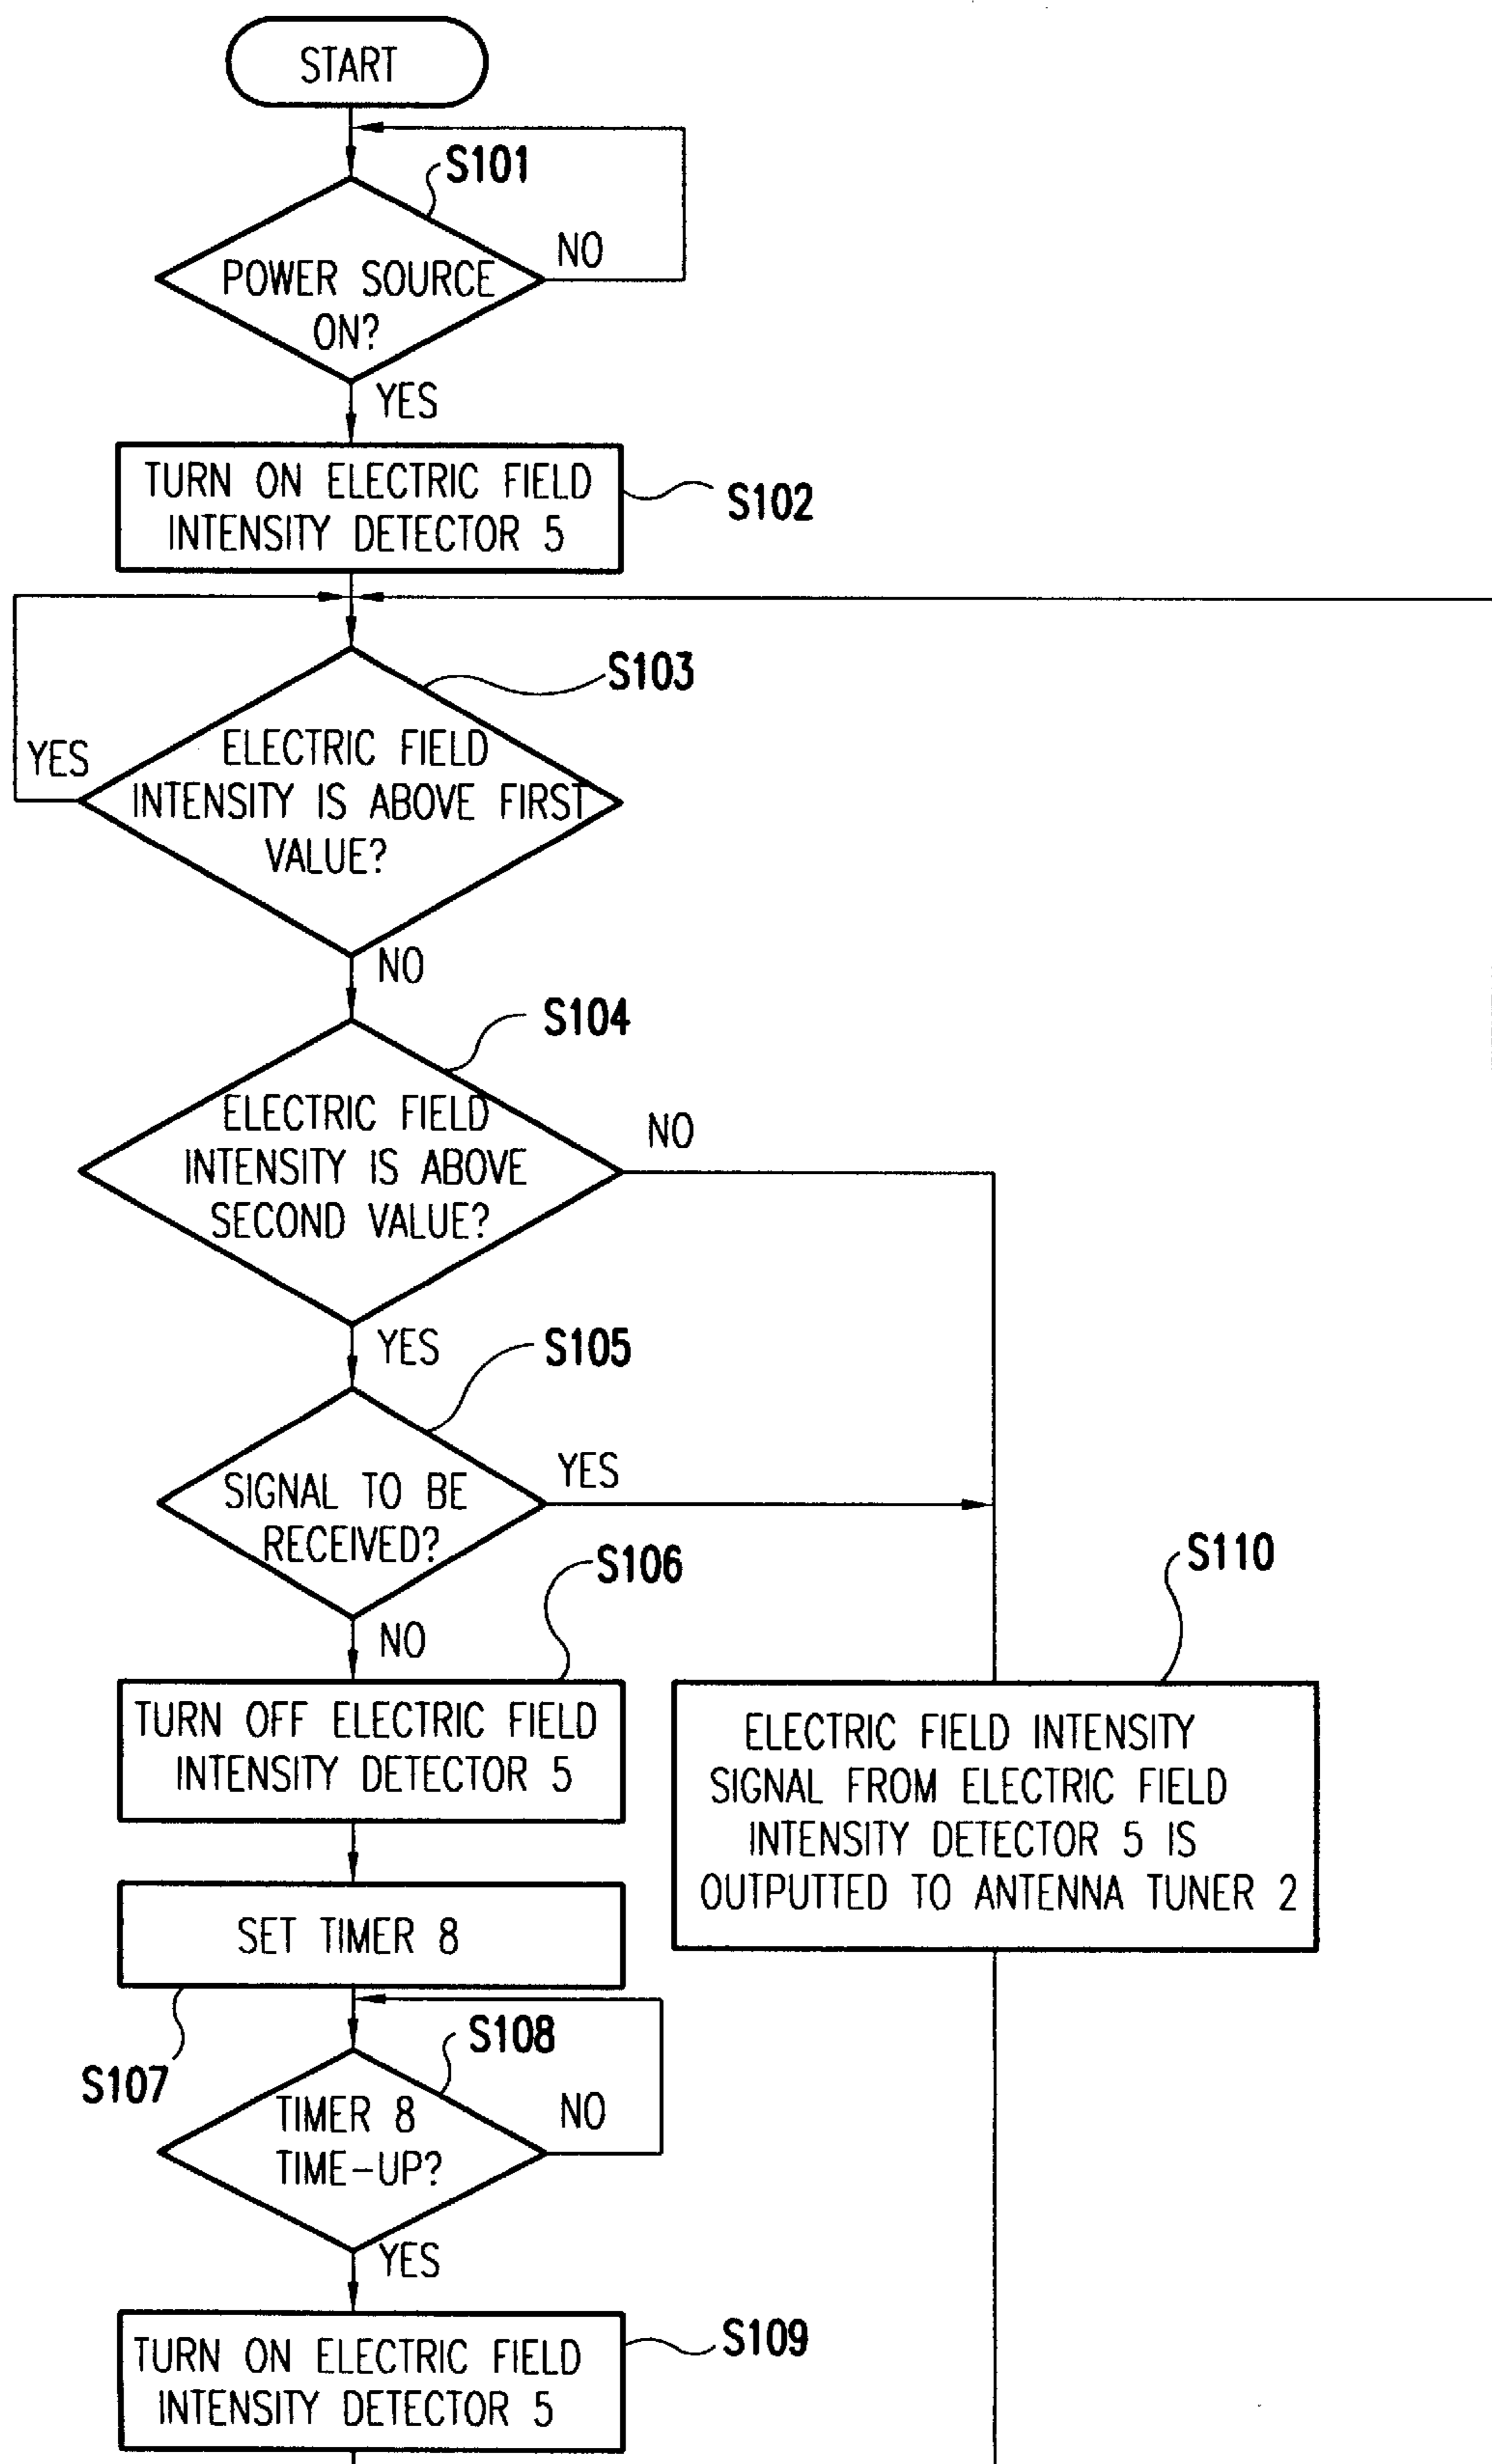 START
S101
POWER SOURCE
ON?
NO
YES
TURN ON ELECTRIC FIELD
INTENSITY DETECTOR 5
S102
S103
ELECTRIC FIELD
INTENSITY IS ABOVE FIRST
VALUE?
YES
NO
S104
ELECTRIC FIELD
INTENSITY IS ABOVE
SECOND VALUE?
NO
YES
S105
SIGNAL TO BE
RECEIVED?
YES
NO
S106
TURN OFF ELECTRIC FIELD
INTENSITY DETECTOR 5
S110
ELECTRIC FIELD INTENSITY
SIGNAL FROM ELECTRIC FIELD
INTENSITY DETECTOR 5 IS
OUTPUTTED TO ANTENNA TUNER 2
SET TIMER 8
S107
S108
TIMER 8
TIME-UP?
NO
YES
TURN ON ELECTRIC FIELD
INTENSITY DETECTOR 5
S109